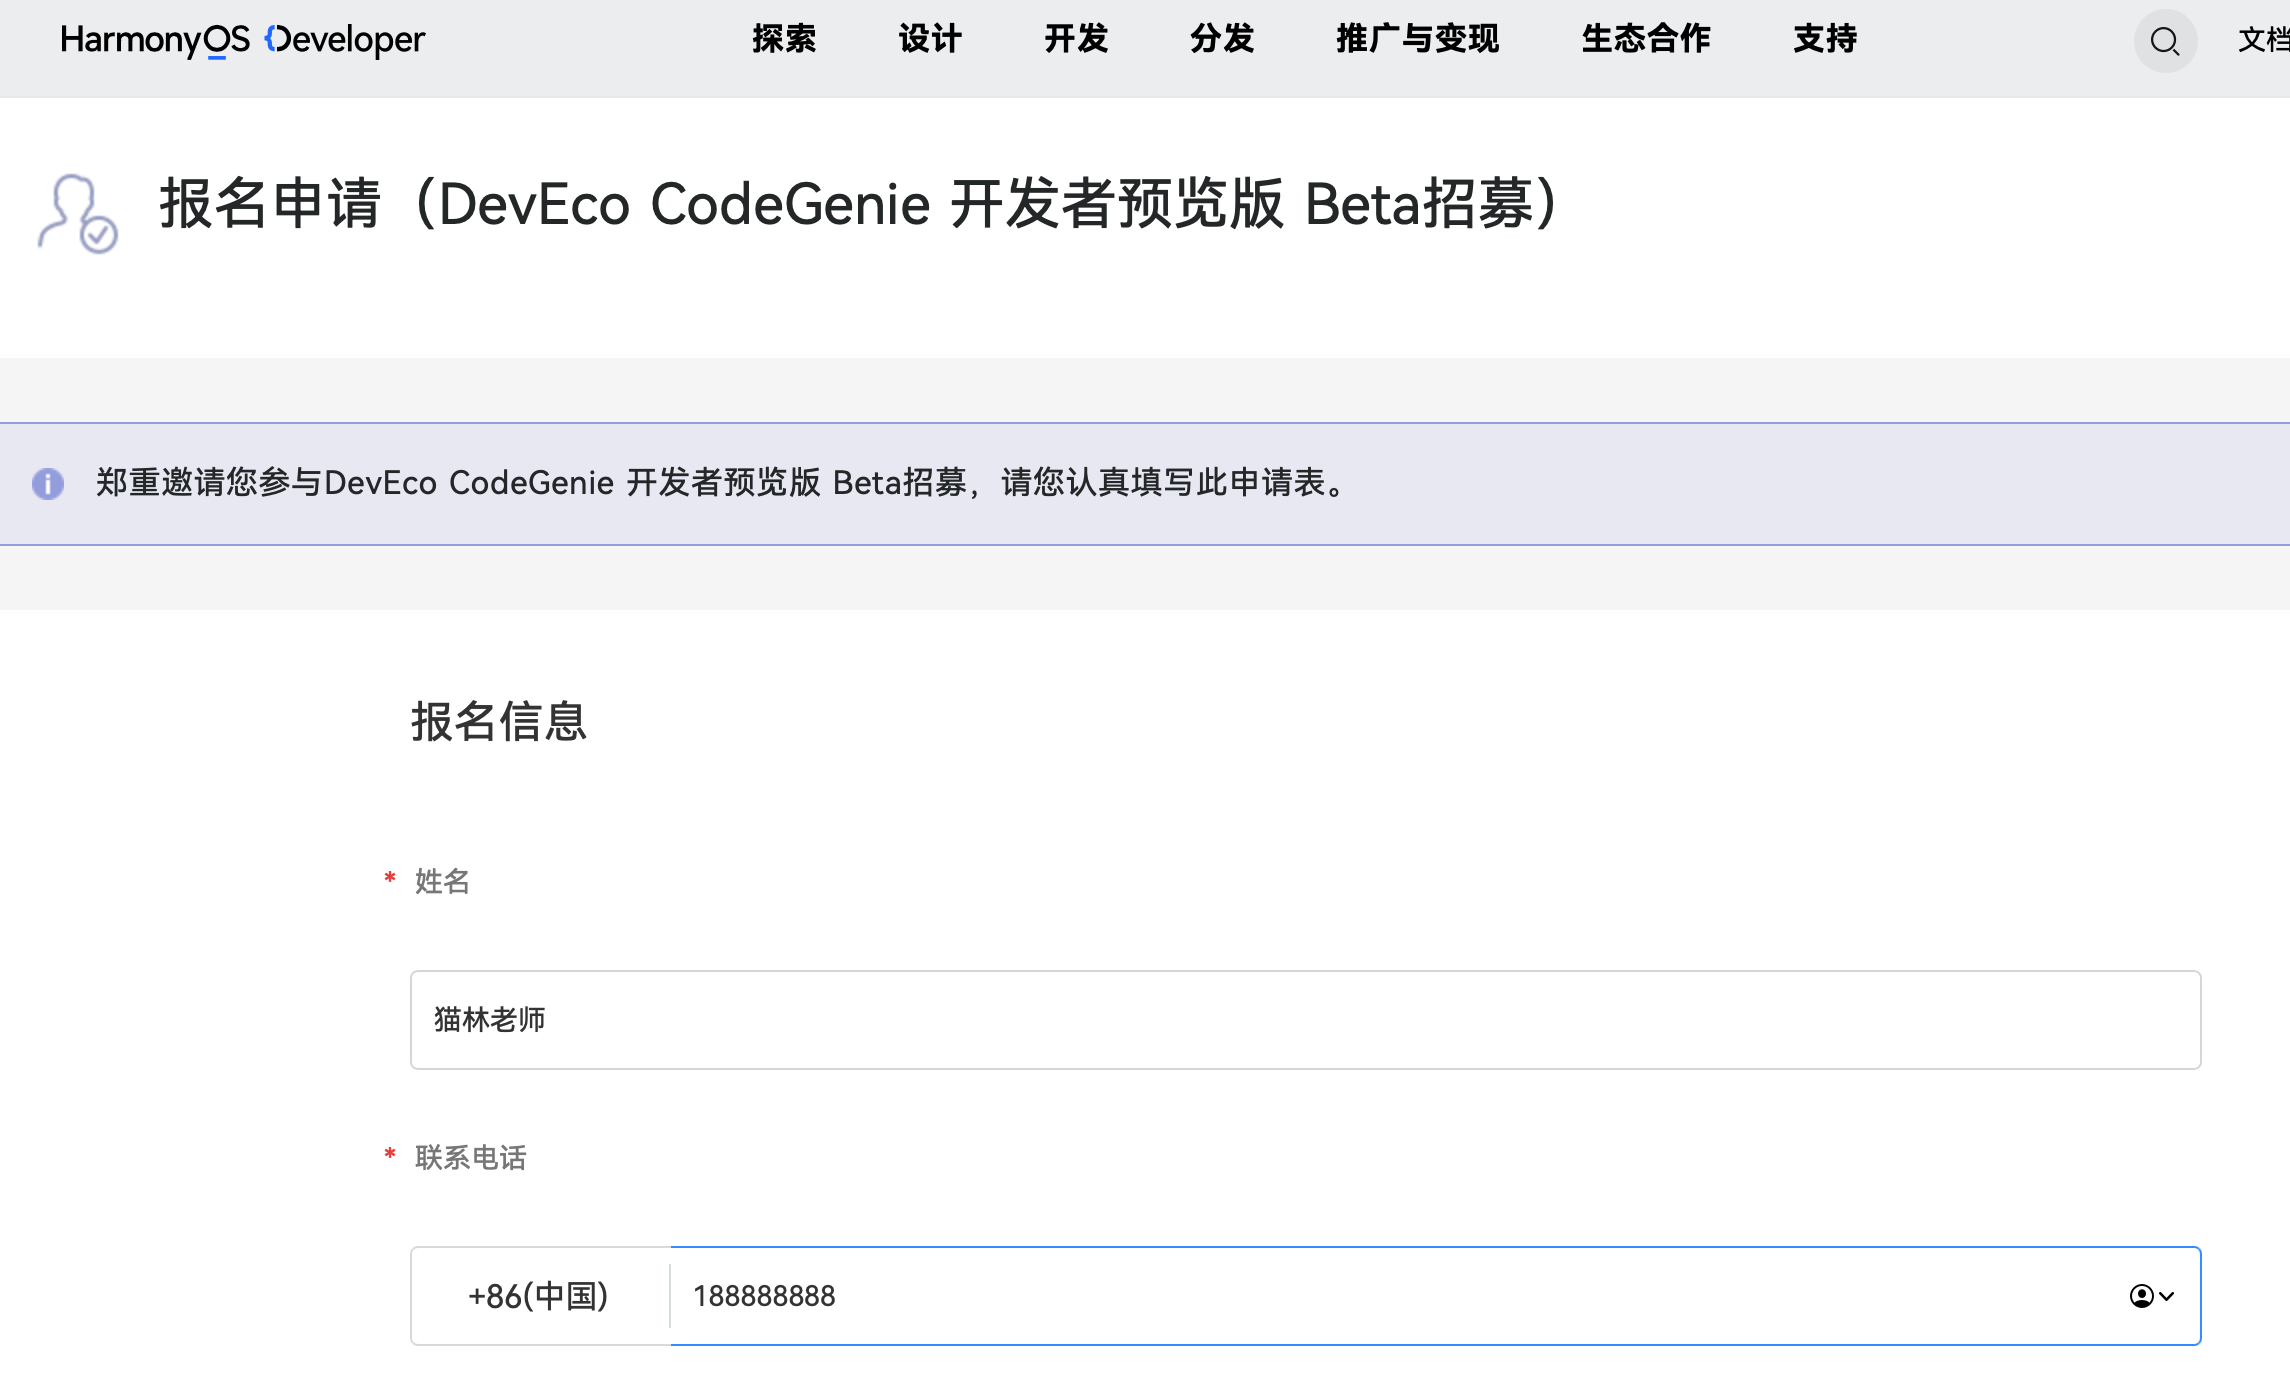 HarmonyOS Developer 探索 设计 开发 分发 推广与变现 生态合作 支持 文档
报名申请（DevEco CodeGenie 开发者预览版 Beta招募）
郑重邀请您参与DevEco CodeGenie 开发者预览版 Beta招募，请您认真填写此申请表。
报名信息
* 姓名
猫林老师
* 联系电话
+86(中国) 188888888